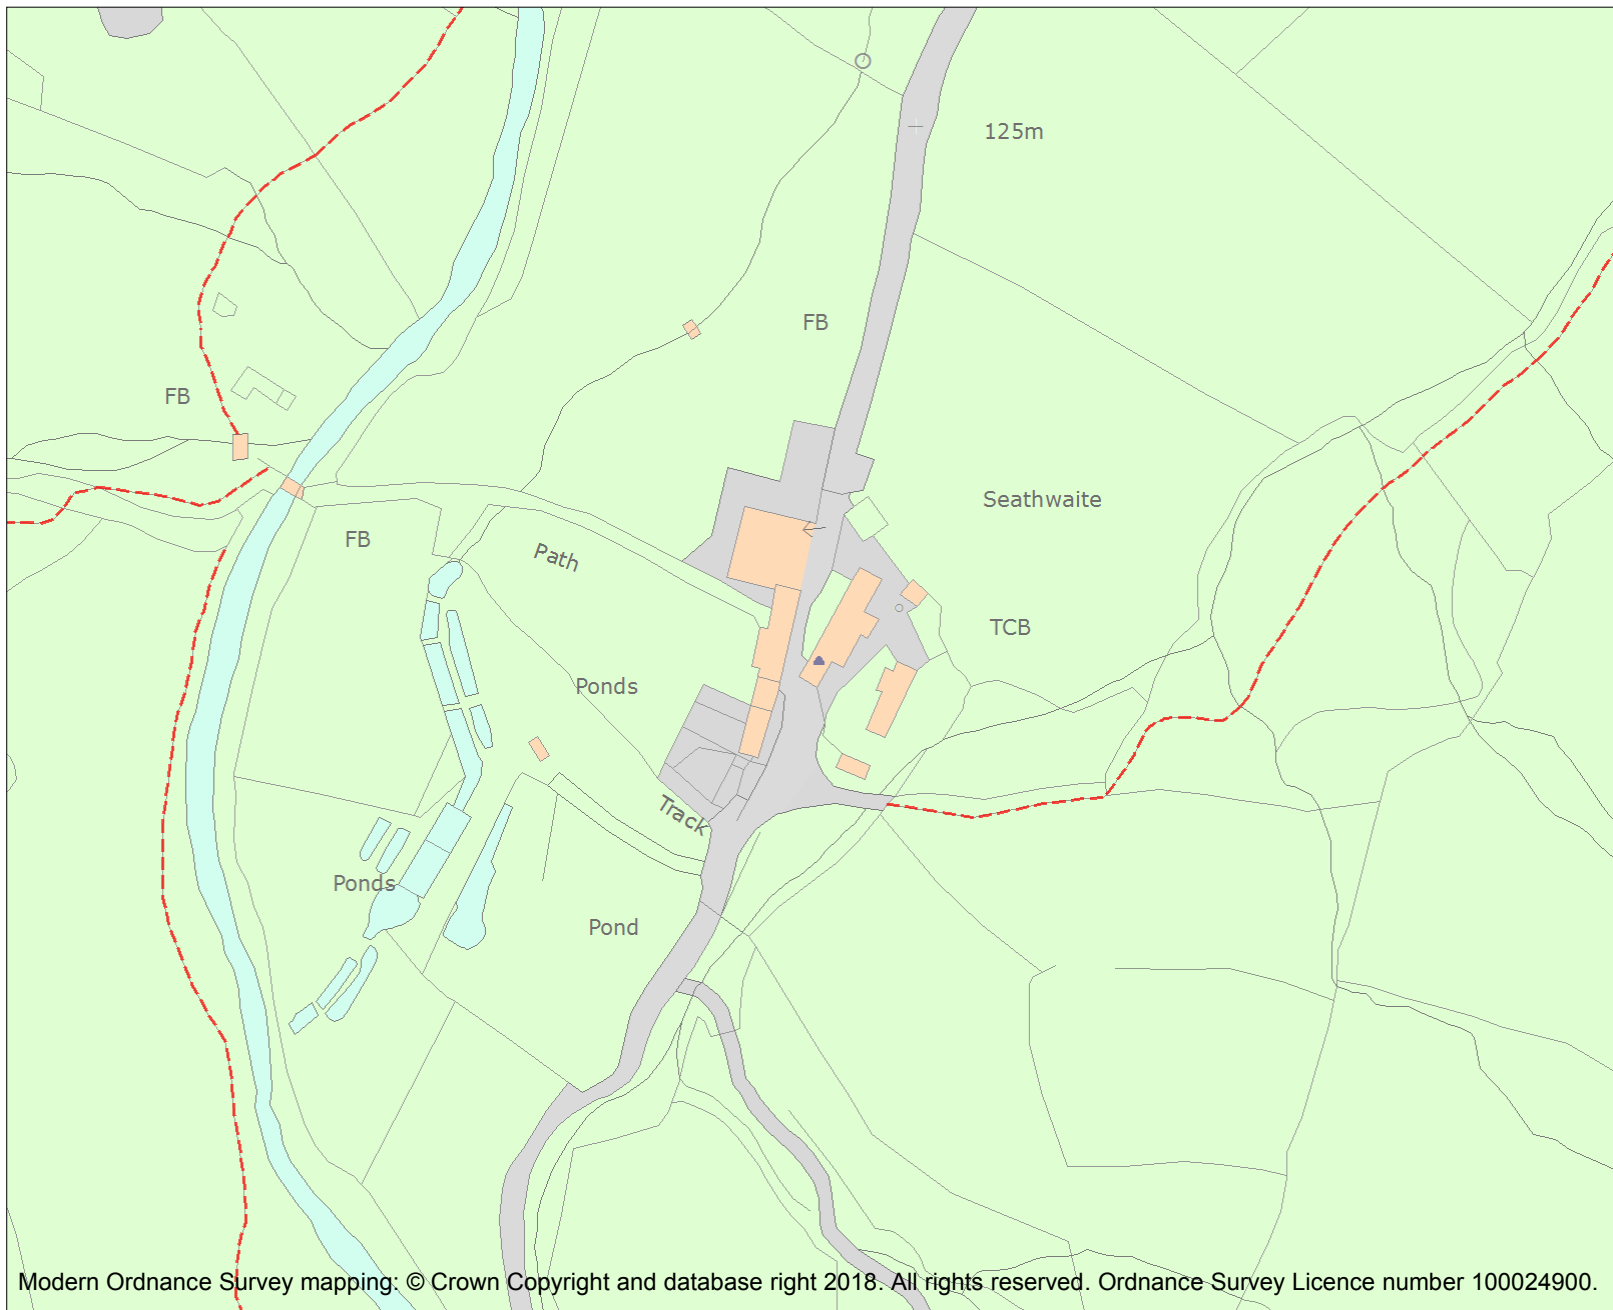 125m
FB
FB
Seathwaite
FB
Path
TCB
Ponds
Track
Ponds
Pond
Modern Ordnance Survey mapping: © Crown Copyright and database right 2018. All rights reserved. Ordnance Survey Licence number 100024900.